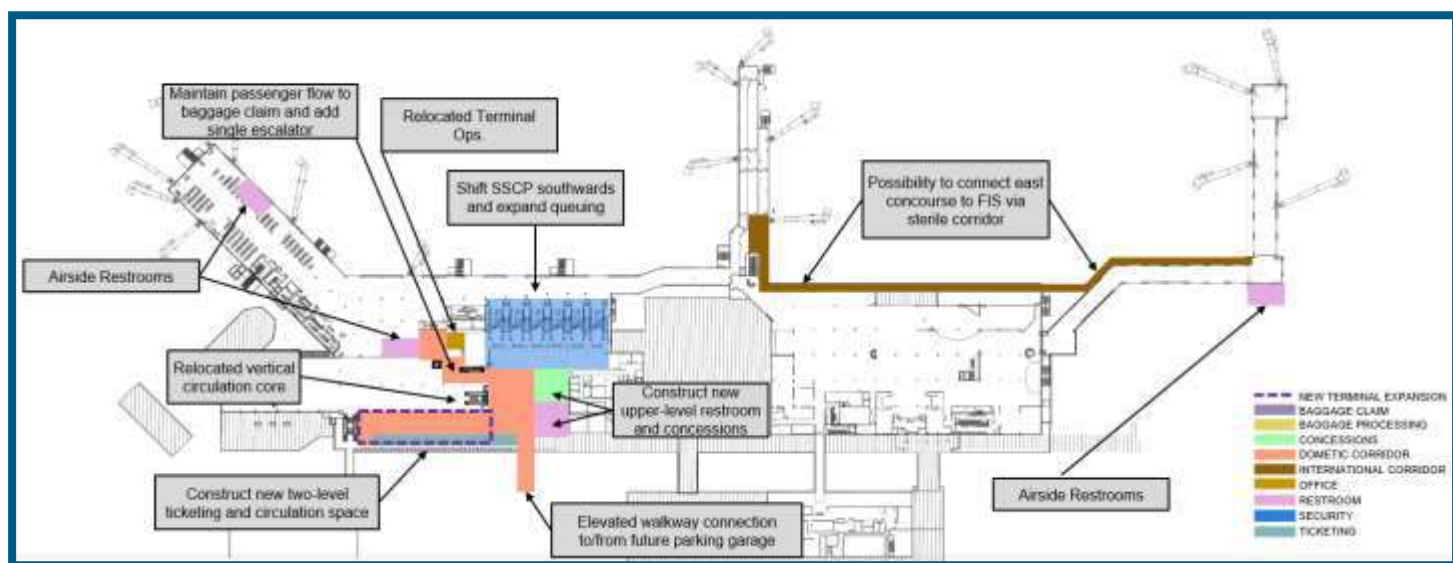 Maintain passenger flow to
baggage claim and add
single escalator
Relocated Terminal
Ops
Shift SSCP southwards
and expand queuing
Possibility to connect east
concourse to FIS via
sterile corridor
Airside Restrooms
Relocated vertical
circulation core
Construct new
upper-level restroom
and concessions
Construct new two-level
ticketing and circulation space
Elevated walkway connection
to/from future parking garage
Airside Restrooms
NEW TERMINAL EXPANSION
BAGGAGE CLAIM
BAGGAGE PROCESSING
CONCESSIONS
DOMETIC CORRIDOR
INTERNATIONAL CORRIDOR
OFFICE
RESTROOM
SECURITY
TICKETING